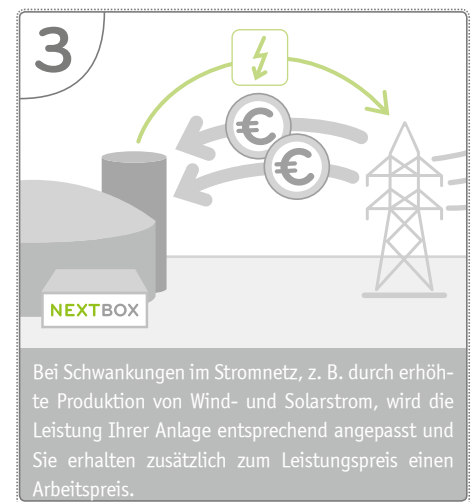 3
€
€
NEXTBOX
Bei Schwankungen im Stromnetz, z. B. durch erhöh-
te Produktion von Wind- und Solarstrom, wird die
Leistung Ihrer Anlage entsprechend angepasst und
Sie erhalten zusätzlich zum Leistungspreis einen
Arbeitspreis.